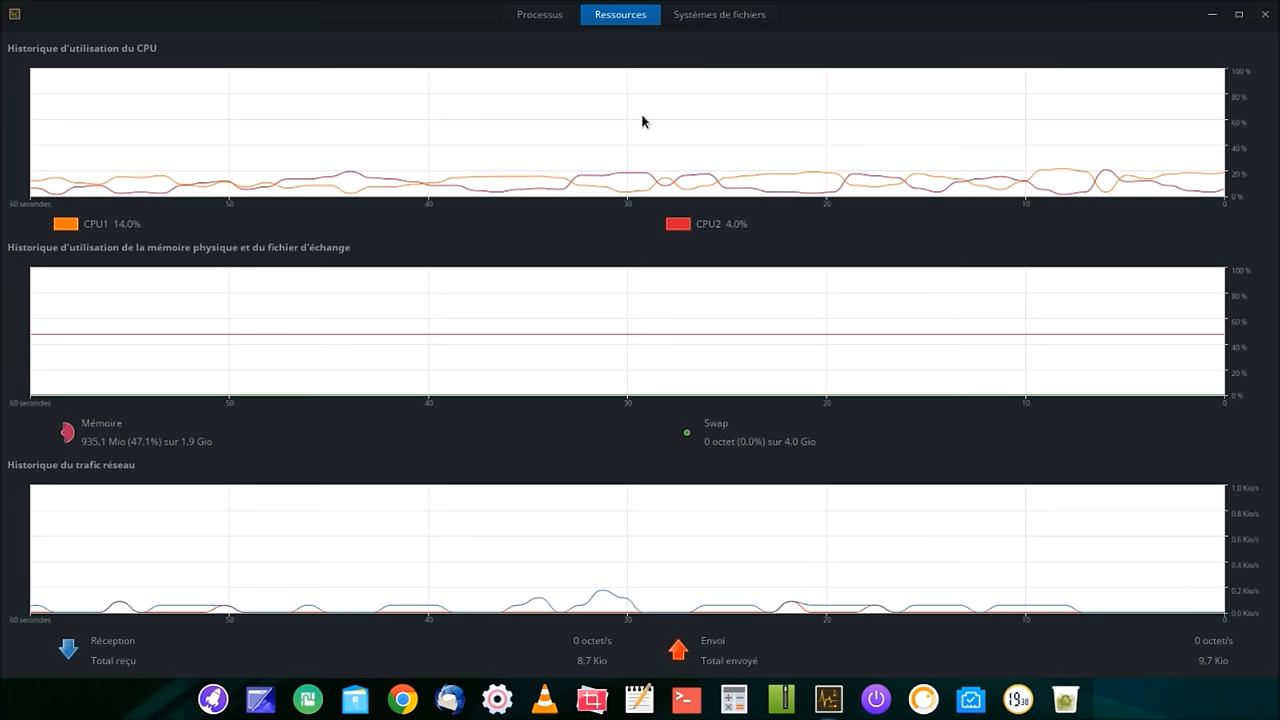 Processus Ressources Systèmes de fichiers
Historique d'utilisation du CPU
100 %
80 %
60 %
40 %
20 %
0 %
60 secondes 50 40 30 20 10 0
CPU1 14,0% CPU2 4,0%
Historique d'utilisation de la mémoire physique et du fichier d'échange
100 %
80 %
60 %
40 %
20 %
0 %
60 secondes 50 40 30 20 10 0
Mémoire Swap
935,1 Mio (47,1%) sur 1,9 Gio 0 octet (0,0%) sur 4,0 Gio
Historique du trafic réseau
1,0 Kio/s
0,8 Kio/s
0,6 Kio/s
0,4 Kio/s
0,2 Kio/s
0,0 Kio/s
60 secondes 50 40 30 20 10 0
Réception 0 octet/s Envoi 0 octet/s
Total reçu 8,7 Kio Total envoyé 9,7 Kio
19 38